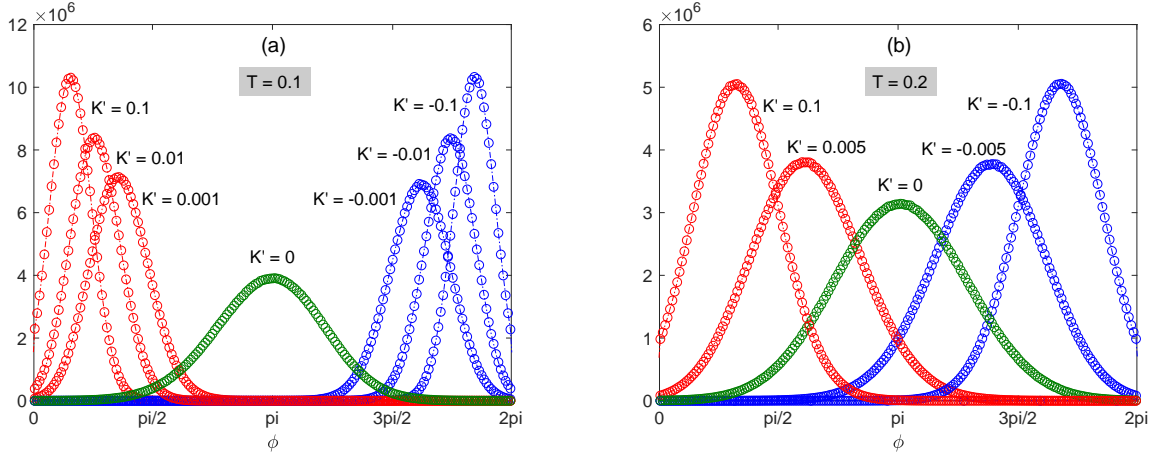 ×10^6
(a)
T = 0.1
12
10
8
6
4
2
0
K' = 0.1
K' = 0.01
K' = 0.001
K' = 0
K' = -0.1
K' = -0.01
K' = -0.001
0 pi/2 pi 3pi/2 2pi
ϕ
×10^6
(b)
T = 0.2
6
5
4
3
2
1
0
K' = 0.1
K' = 0.005
K' = 0
K' = -0.005
K' = -0.1
0 pi/2 pi 3pi/2 2pi
ϕ